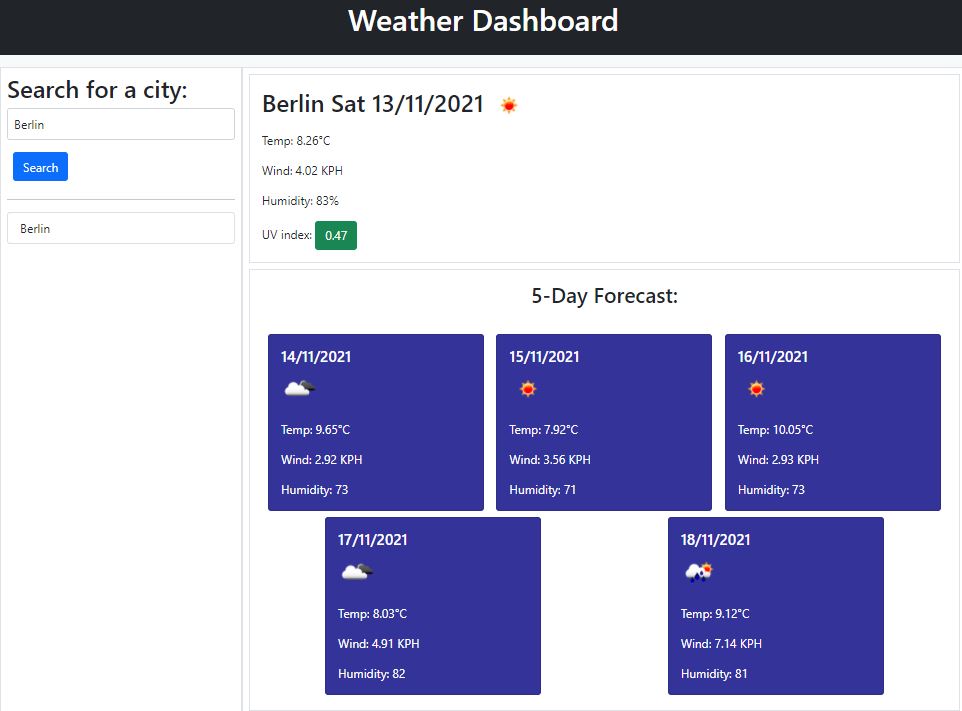 Weather Dashboard
Search for a city:
Berlin
Search
Berlin
Berlin Sat 13/11/2021
Temp: 8.26°C
Wind: 4.02 KPH
Humidity: 83%
UV index: 0.47
5-Day Forecast:
14/11/2021
Temp: 9.65°C
Wind: 2.92 KPH
Humidity: 73
15/11/2021
Temp: 7.92°C
Wind: 3.56 KPH
Humidity: 71
16/11/2021
Temp: 10.05°C
Wind: 2.93 KPH
Humidity: 73
17/11/2021
Temp: 8.03°C
Wind: 4.91 KPH
Humidity: 82
18/11/2021
Temp: 9.12°C
Wind: 7.14 KPH
Humidity: 81